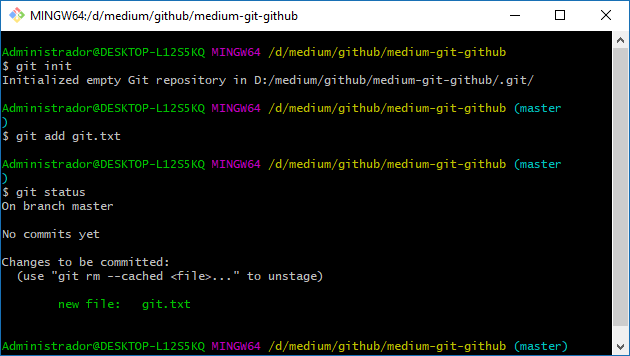 MINGW64:/d/medium/github/medium-git-github
Administrador@DESKTOP-L12S5KQ MINGW64 /d/medium/github/medium-git-github
$ git init
Initialized empty Git repository in D:/medium/github/medium-git-github/.git/
Administrador@DESKTOP-L12S5KQ MINGW64 /d/medium/github/medium-git-github (master
)
$ git add git.txt
Administrador@DESKTOP-L12S5KQ MINGW64 /d/medium/github/medium-git-github (master
)
$ git status
On branch master
No commits yet
Changes to be committed:
  (use "git rm --cached <file>..." to unstage)
        new file:   git.txt
Administrador@DESKTOP-L12S5KQ MINGW64 /d/medium/github/medium-git-github (master)